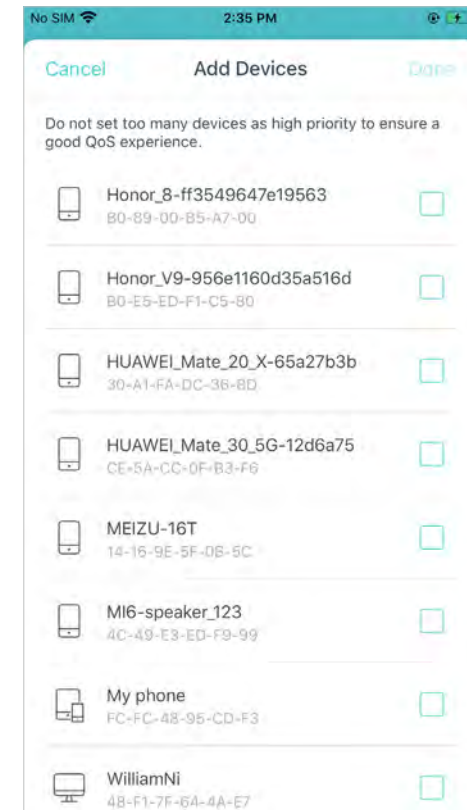 No SIM 2:35 PM
Cancel Add Devices Done
Do not set too many devices as high priority to ensure a
good QoS experience.
Honor_8-ff3549647e19563
B0-89-00-B5-A7-00
Honor_V9-956e1160d35a516d
B0-E5-ED-F1-C5-80
HUAWEI_Mate_20_X-65a27b3b
30-A1-FA-DC-36-BD
HUAWEI_Mate_30_5G-12d6a75
CE-5A-CC-0F-B3-F6
MEIZU-16T
14-16-9E-5F-DB-5C
MI6-speaker_123
4C-49-E3-ED-F9-99
My phone
FC-FC-48-95-CD-F3
WilliamNi
48-F1-7F-64-4A-E7